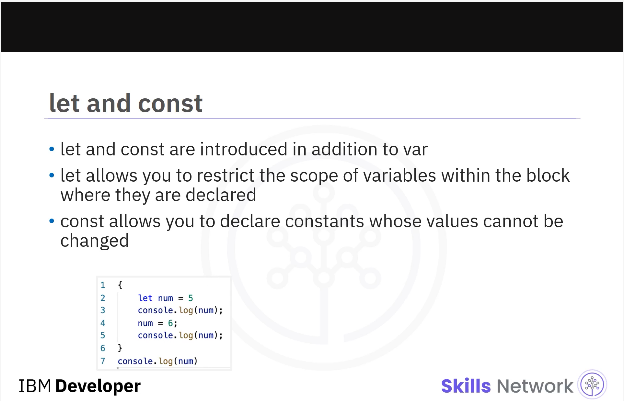 let and const
• let and const are introduced in addition to var
• let allows you to restrict the scope of variables within the block
where they are declared
• const allows you to declare constants whose values cannot be
changed
1 {
2 let num = 5
3 console.log(num);
4 num = 6;
5 console.log(num);
6 }
7 console.log(num)
IBM Developer
Skills Network